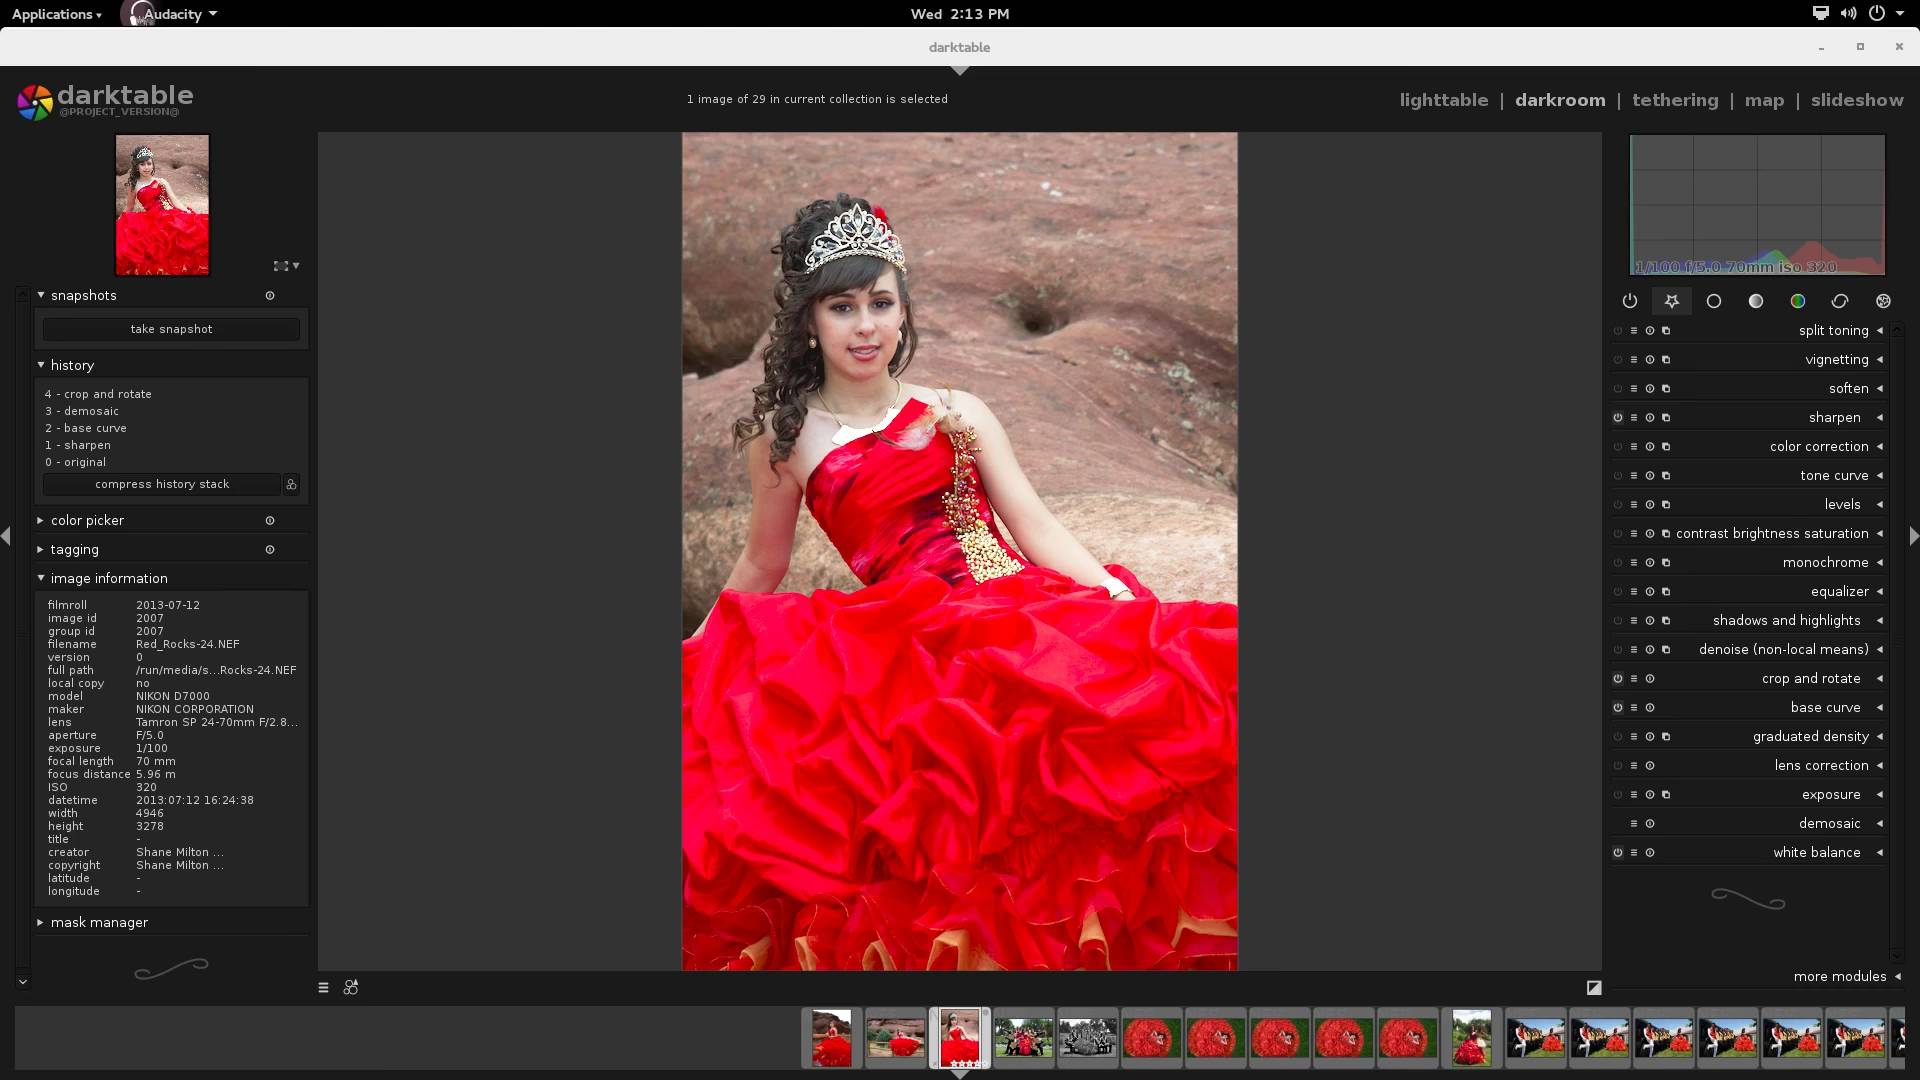 Applications
Audacity
Wed 2:13 PM
darktable
darktable
@PROJECT_VERSION@
1 image of 29 in current collection is selected
lighttable | darkroom | tethering | map | slideshow
1/100 f/5.0 70mm iso 320
snapshots
take snapshot
history
4 - crop and rotate
3 - demosaic
2 - base curve
1 - sharpen
0 - original
compress history stack
color picker
tagging
image information
filmroll 2013-07-12
image id 2007
group id 2007
filename Red_Rocks-24.NEF
version 0
full path /run/media/s...Rocks-24.NEF
local copy no
model NIKON D7000
maker NIKON CORPORATION
lens Tamron SP 24-70mm F/2.8...
aperture F/5.0
exposure 1/100
focal length 70 mm
focus distance 5.96 m
ISO 320
datetime 2013:07:12 16:24:38
width 4946
height 3278
title -
creator Shane Milton ...
copyright Shane Milton ...
latitude -
longitude -
mask manager
split toning
vignetting
soften
sharpen
color correction
tone curve
levels
contrast brightness saturation
monochrome
equalizer
shadows and highlights
denoise (non-local means)
crop and rotate
base curve
graduated density
lens correction
exposure
demosaic
white balance
more modules